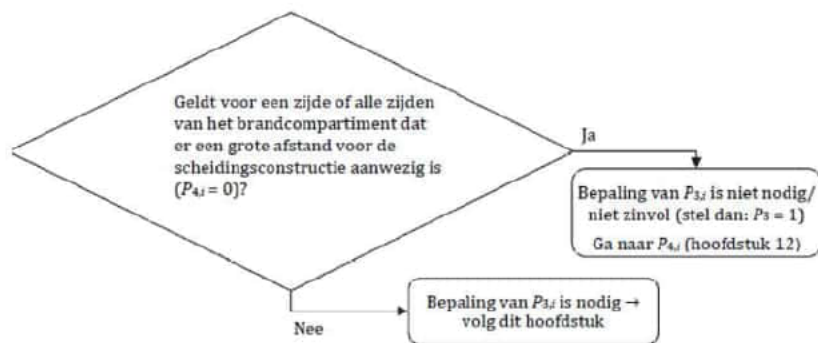 Geldt voor een zijde of alle zijden
van het brandcompartiment dat
er een grote afstand voor de
scheidingsconstructie aanwezig is
(P4,i = 0)?
Ja
Bepaling van P3,i is niet nodig/
niet zinvol (stel dan: P3 = 1)
Ga naar P4,i (hoofdstuk 12)
Bepaling van P3,i is nodig →
volg dit hoofdstuk
Nee